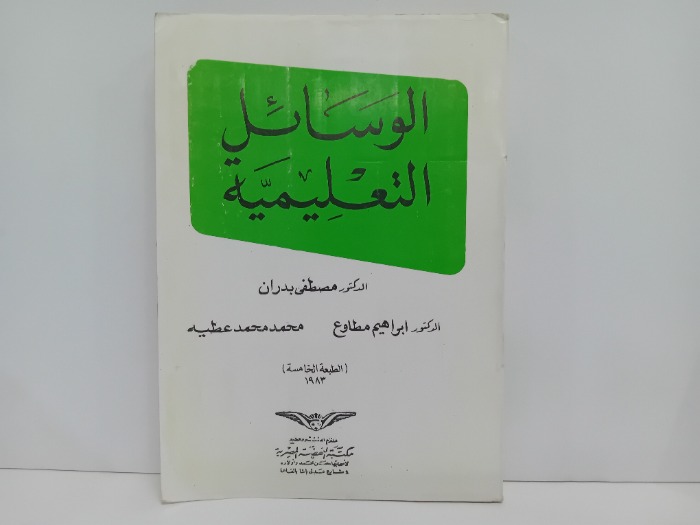 الوسائل
التعليمية
الدكتور مصطفى بدران
الدكتور ابراهيم مطاوع محمد محمد عطيه
(الطبعة الخامسة)
١٩٨٣
مكتبة النهضة المصرية